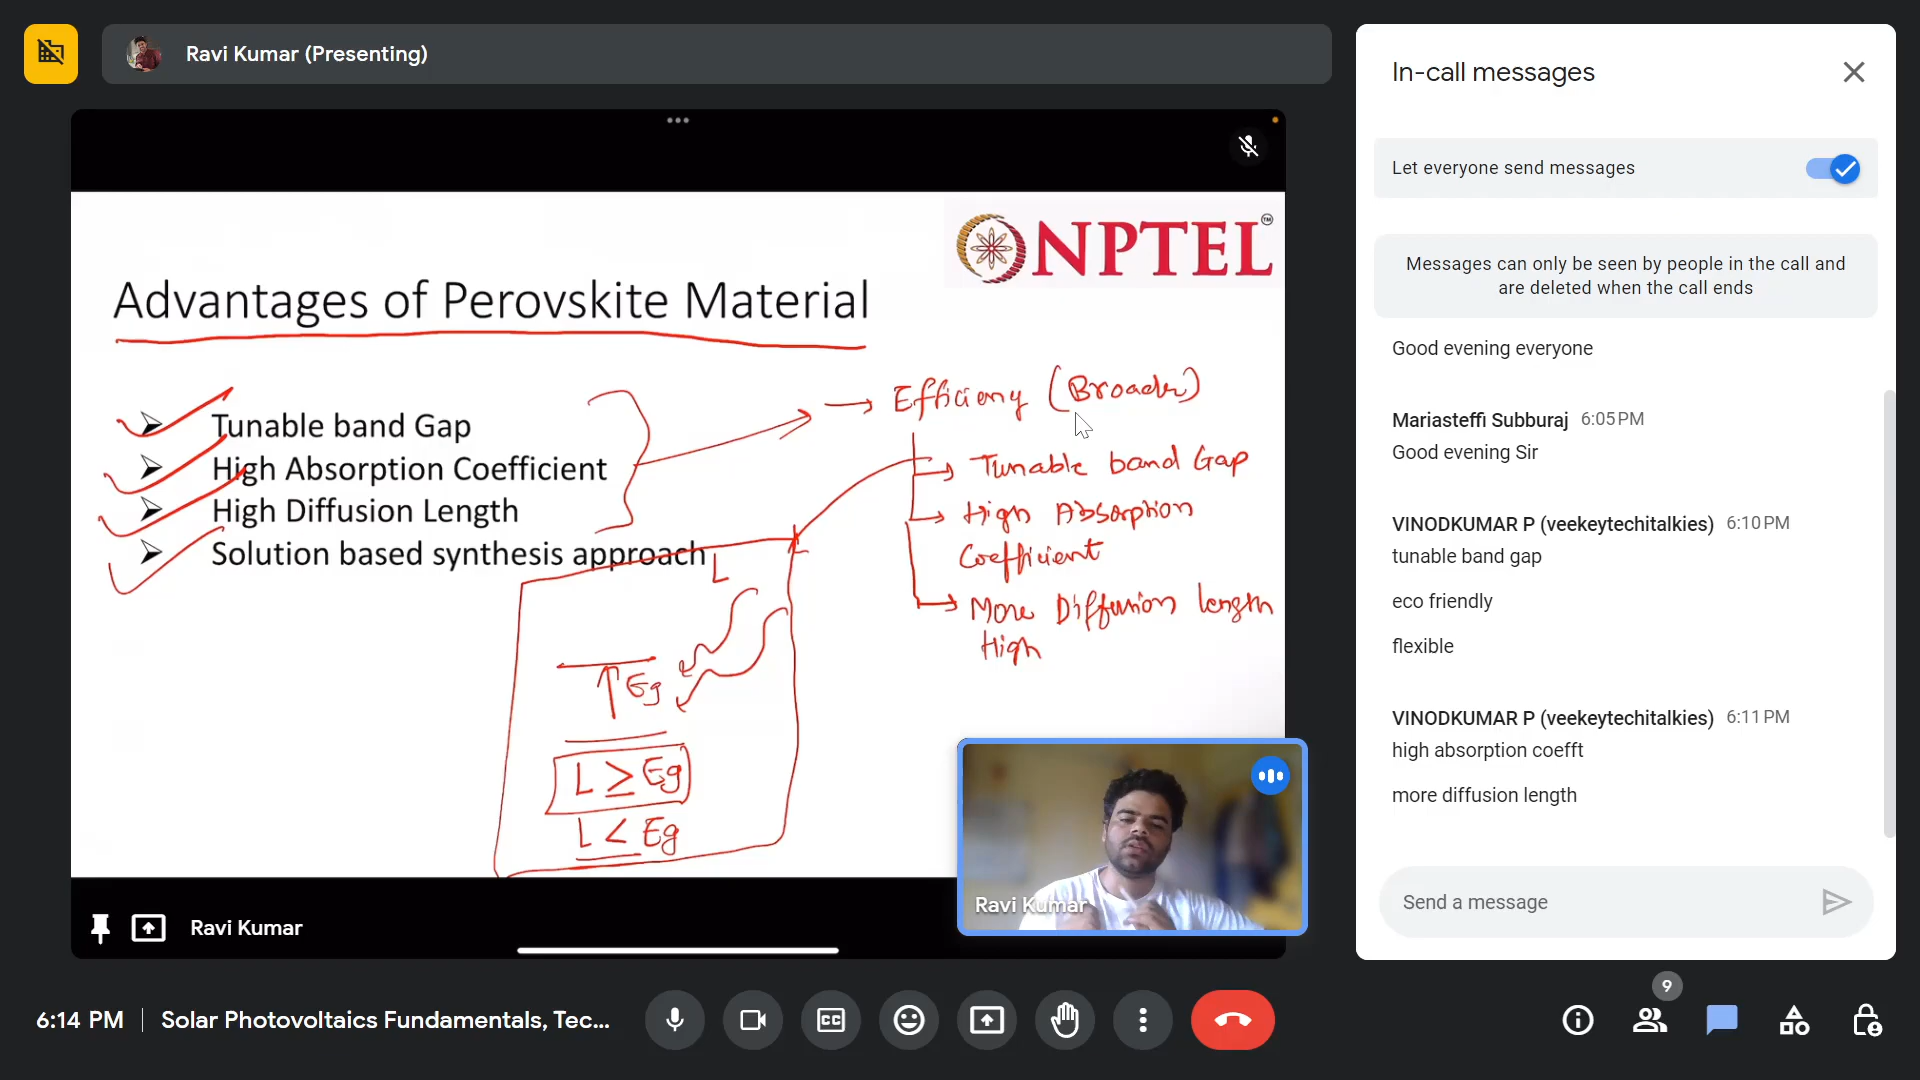 Ravi Kumar (Presenting)
NPTEL
TM
Advantages of Perovskite Material
Tunable band Gap
High Absorption Coefficient
High Diffusion Length
Solution based synthesis approach
Efficieny (Broader)
Tunable band Gap
High Absorption
Coefficient
More Diffusion length
High
L
Eg
L ≥ Eg
L < Eg
Ravi Kumar
Ravi Kumar
In-call messages
Let everyone send messages
Messages can only be seen by people in the call and
are deleted when the call ends
Good evening everyone
Mariasteffi Subburaj 6:05 PM
Good evening Sir
VINODKUMAR P (veekeytechitalkies) 6:10 PM
tunable band gap
eco friendly
flexible
VINODKUMAR P (veekeytechitalkies) 6:11 PM
high absorption coefft
more diffusion length
Send a message
6:14 PM | Solar Photovoltaics Fundamentals, Tec...
CC
9